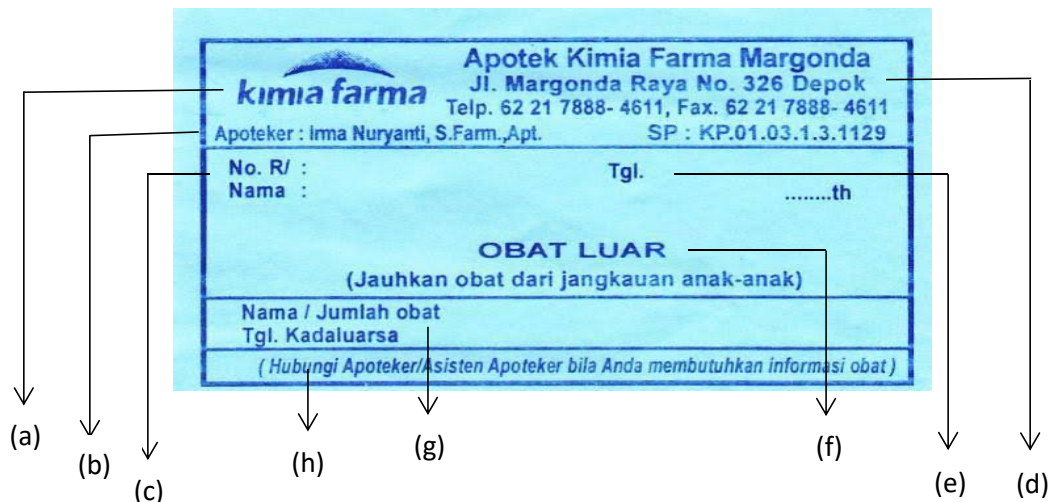 kimia farma
Apotek Kimia Farma Margonda
Jl. Margonda Raya No. 326 Depok
Telp. 62 21 7888- 4611, Fax. 62 21 7888- 4611
Apoteker : Irma Nuryanti, S.Farm.,Apt. SP : KP.01.03.1.3.1129
No. R/ : Tgl.
Nama : ........th
OBAT LUAR
(Jauhkan obat dari jangkauan anak-anak)
Nama / Jumlah obat
Tgl. Kadaluarsa
( Hubungi Apoteker/Asisten Apoteker bila Anda membutuhkan informasi obat )
(a) (b) (c) (h) (g) (f) (e) (d)